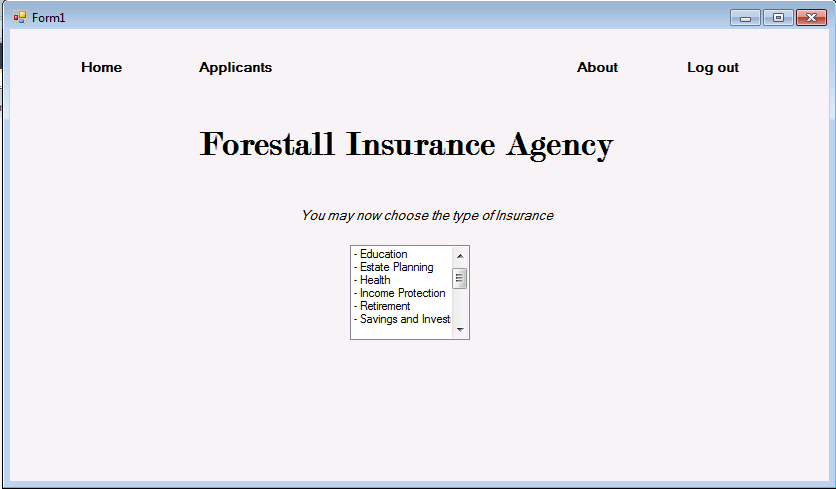 Form1
Home Applicants About Log out
Forestall Insurance Agency
You may now choose the type of Insurance
- Education
- Estate Planning
- Health
- Income Protection
- Retirement
- Savings and Invest